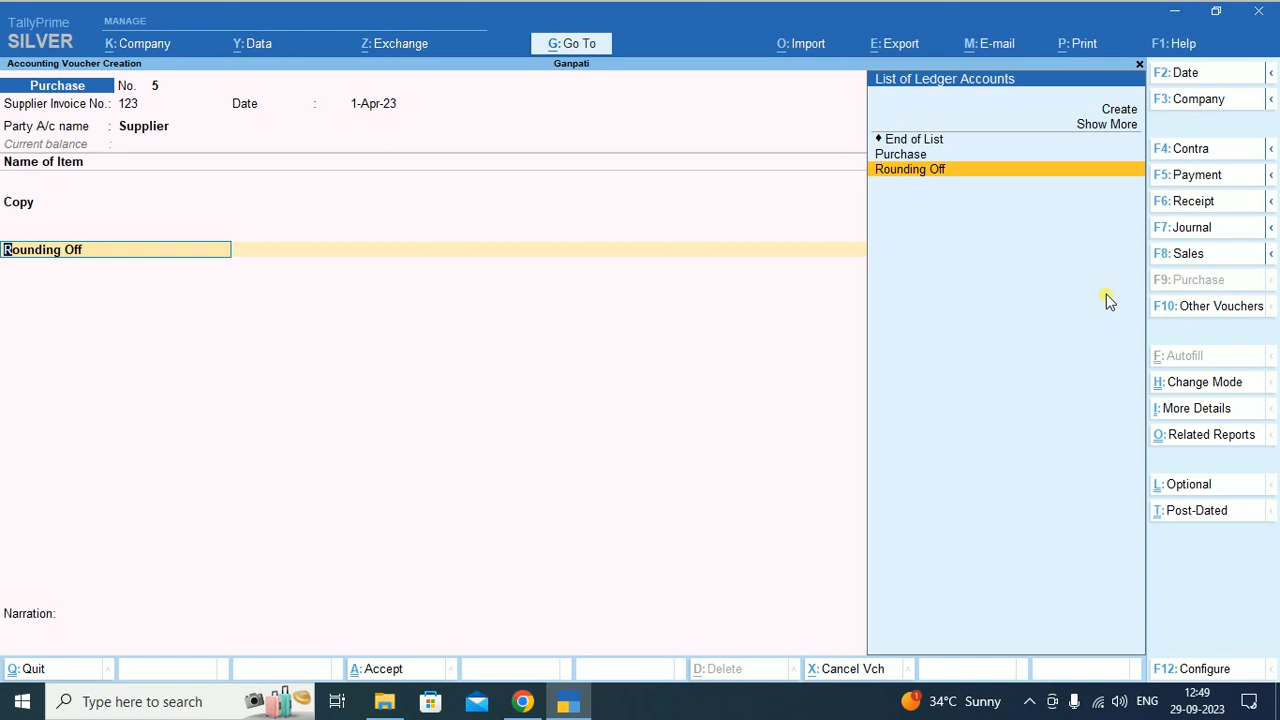 TallyPrime
MANAGE
SILVER
K: Company
Y: Data
Z: Exchange
G: Go To
O: Import
E: Export
M: E-mail
P: Print
F1: Help
Accounting Voucher Creation
Ganpati
Purchase No. 5
Supplier Invoice No.: 123 Date : 1-Apr-23
Party A/c name : Supplier
Current balance :
Name of Item
Copy
Rounding Off
Narration:
List of Ledger Accounts
Create
Show More
♦ End of List
Purchase
Rounding Off
F2: Date
F3: Company
F4: Contra
F5: Payment
F6: Receipt
F7: Journal
F8: Sales
F9: Purchase
F10: Other Vouchers
F: Autofill
H: Change Mode
I: More Details
O: Related Reports
L: Optional
T: Post-Dated
Q: Quit
A: Accept
D: Delete
X: Cancel Vch
F12: Configure
Type here to search
1
34°C Sunny
ENG
12:49
29-09-2023